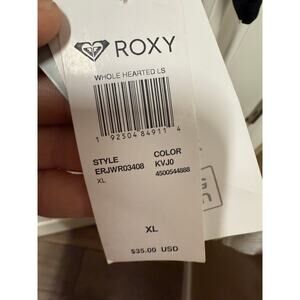 ROXY
WHOLE HEARTED LS
1 92504 84911 4
STYLE COLOR
ERJWR03408 KVJ0
XL 4500544888
XL
$35.00 USD